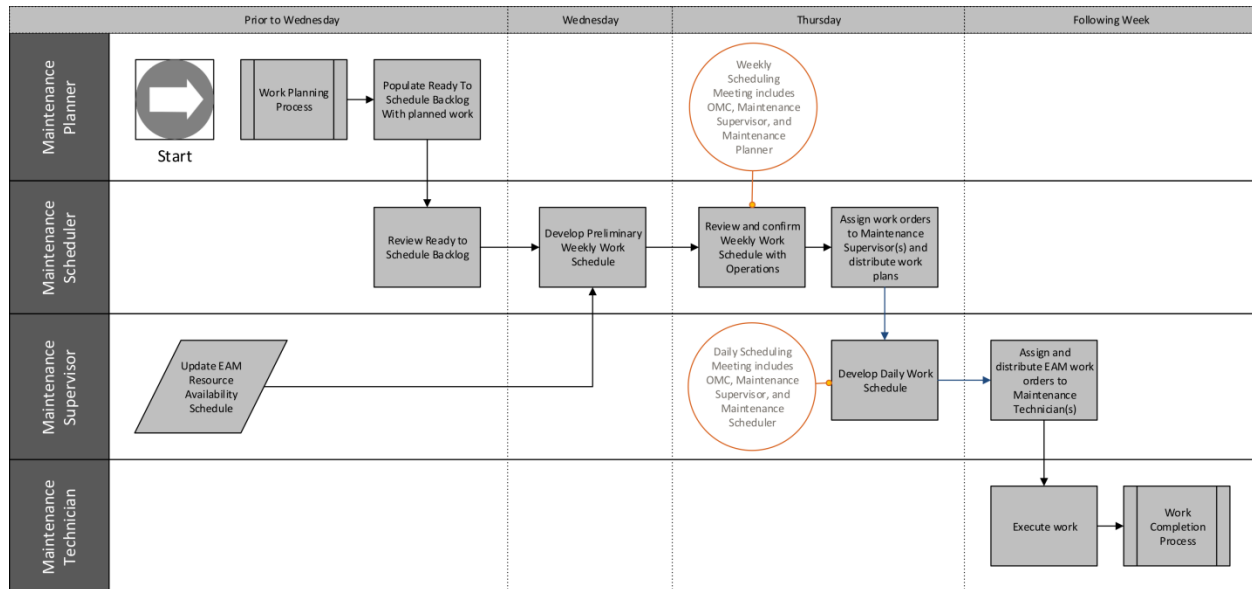 Prior to Wednesday
Wednesday
Thursday
Following Week
Maintenance
Planner
Start
Work Planning
Process
Populate Ready To
Schedule Backlog
With planned work
Weekly
Scheduling
Meeting includes
OMC, Maintenance
Supervisor, and
Maintenance
Planner
Maintenance
Scheduler
Review Ready to
Schedule Backlog
Develop Preliminary
Weekly Work
Schedule
Review and confirm
Weekly Work
Schedule with
Operations
Assign work orders
to Maintenance
Supervisor(s) and
distribute work
plans
Maintenance
Supervisor
Update EAM
Resource
Availability
Schedule
Daily Scheduling
Meeting includes
OMC, Maintenance
Supervisor, and
Maintenance
Scheduler
Develop Daily Work
Schedule
Assign and
distribute EAM work
orders to
Maintenance
Technician(s)
Maintenance
Technician
Execute work
Work
Completion
Process